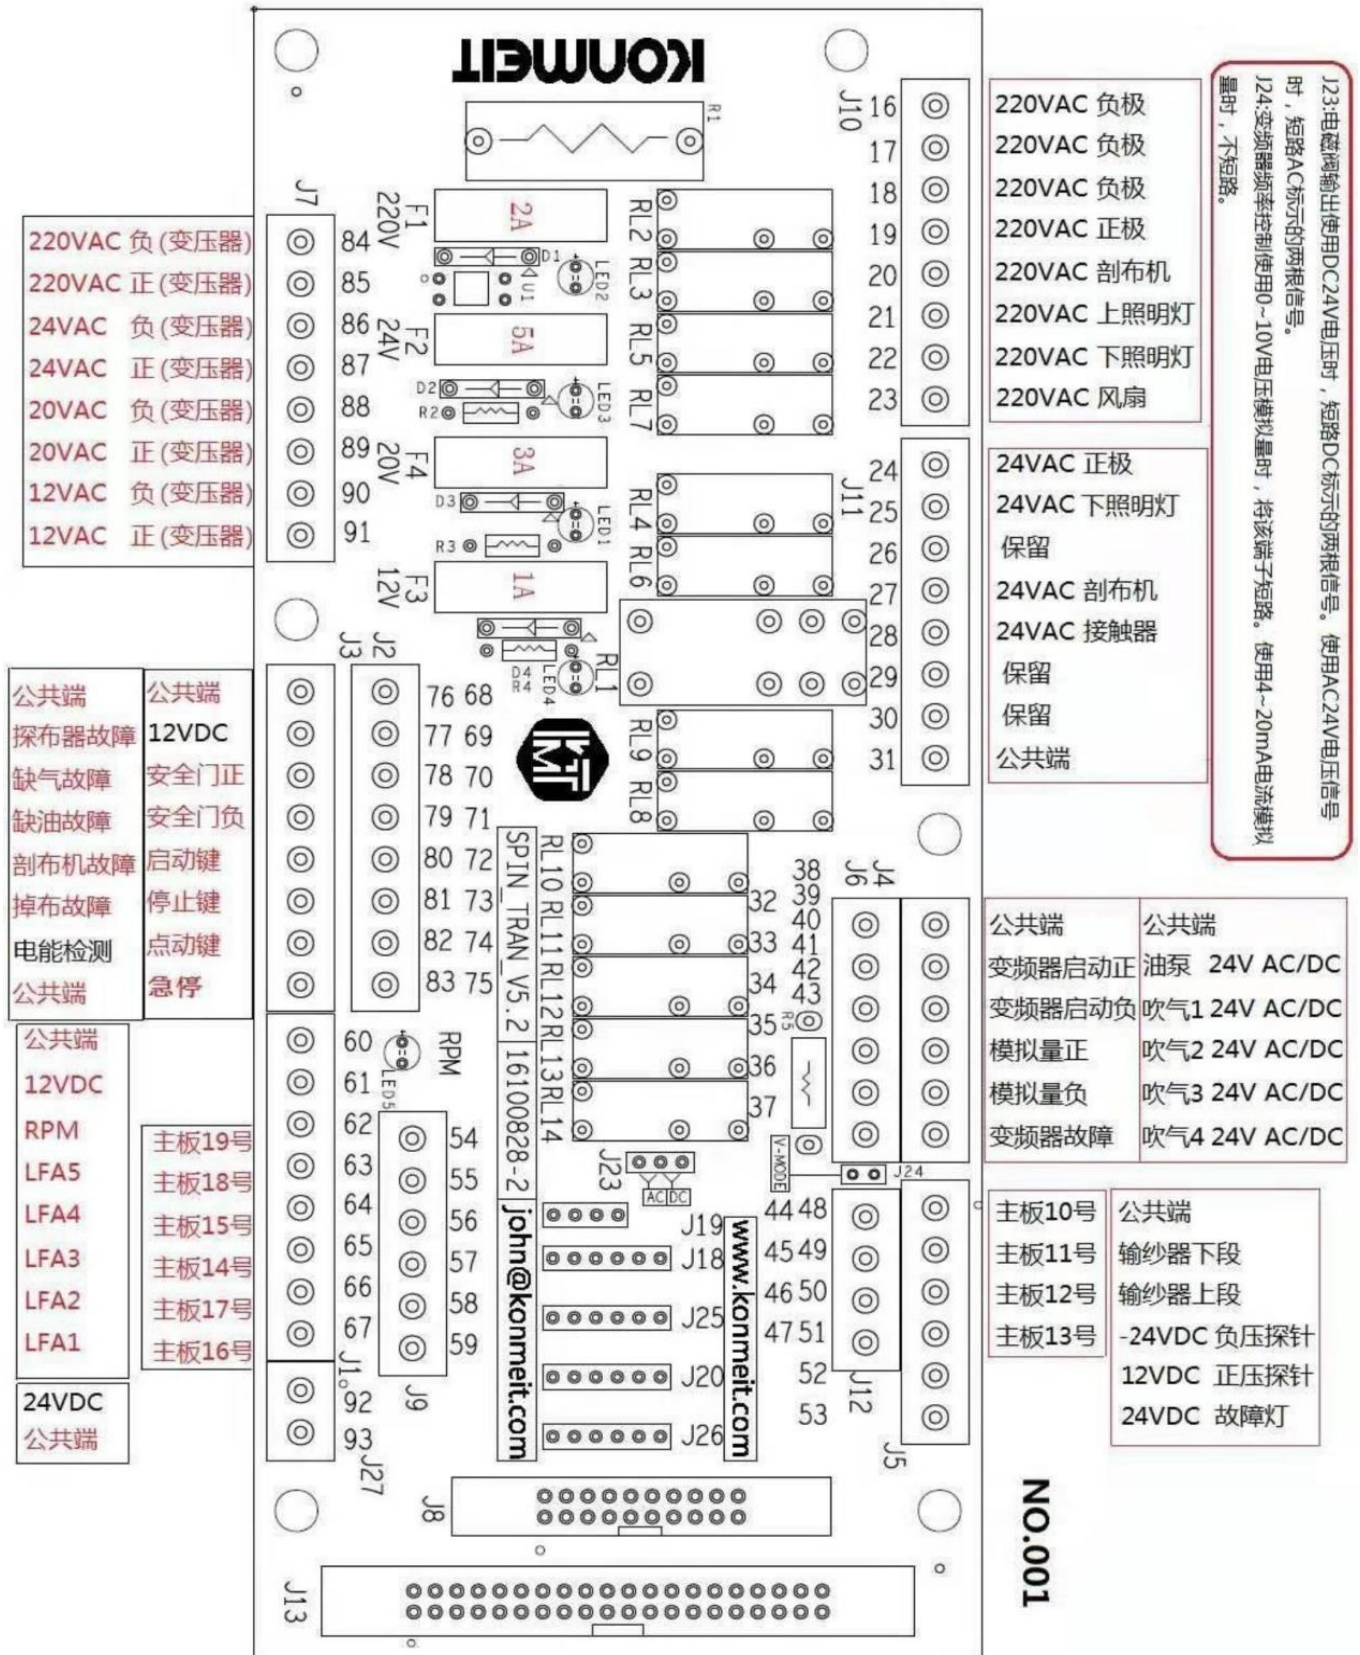 KONMEIT
R1
J10
16
17
18
19
20
21
22
23
220VAC 负极
220VAC 负极
220VAC 负极
220VAC 正极
220VAC 剖布机
220VAC 上照明灯
220VAC 下照明灯
220VAC 风扇
J23:电磁阀输出使用DC24V电压时，短路DC标示的两根信号。使用AC24V电压信号
时，短路AC标示的两根信号。
J24:变频器频率控制使用0~10V电压模拟量时，将该端子短路。使用4~20mA电流模拟
量时，不短路。
J7
220VAC 负(变压器)
220VAC 正(变压器)
24VAC 负(变压器)
24VAC 正(变压器)
20VAC 负(变压器)
20VAC 正(变压器)
12VAC 负(变压器)
12VAC 正(变压器)
84
85
86
87
88
89
90
91
F1
220V
2A
D1
U1
LED2
F2
24V
5A
D2
R2
LED3
F4
20V
3A
D3
R3
LED1
F3
12V
1A
D4
R4
LED4
RL2
RL3
RL5
RL7
RL4
RL6
RL1
RL9
RL8
J11
24
25
26
27
28
29
30
31
24VAC 正极
24VAC 下照明灯
保留
24VAC 剖布机
24VAC 接触器
保留
保留
公共端
J3
J2
公共端 公共端
探布器故障 12VDC
缺气故障 安全门正
缺油故障 安全门负
剖布机故障 启动键
掉布故障 停止键
电能检测 点动键
公共端 急停
76 68
77 69
78 70
79 71
80 72
81 73
82 74
83 75
KTMT
SPIN_TRAN_V5.2
16100828-2
john@konmeit.com
www.konmeit.com
RL10
RL11
RL12
RL13
RL14
32
33
34
35
36
37
38
39
40
41
42
43
R5
J6
J4
公共端 公共端
变频器启动正 油泵 24V AC/DC
变频器启动负 吹气1 24V AC/DC
模拟量正 吹气2 24V AC/DC
模拟量负 吹气3 24V AC/DC
变频器故障 吹气4 24V AC/DC
公共端
12VDC
RPM
LFA5
LFA4
LFA3
LFA2
LFA1
主板19号
主板18号
主板15号
主板14号
主板17号
主板16号
60
61
62
63
64
65
66
67
J1
LED5
RPM
54
55
56
57
58
59
J9
24VDC
公共端
92
93
J27
J23
AC DC
V-MODE
J24
J19
J18
J25
J20
J26
44 48
45 49
46 50
47 51
52
53
J12
J5
主板10号 公共端
主板11号 输纱器下段
主板12号 输纱器上段
主板13号 -24VDC 负压探针
12VDC 正压探针
24VDC 故障灯
J8
J13
NO.001